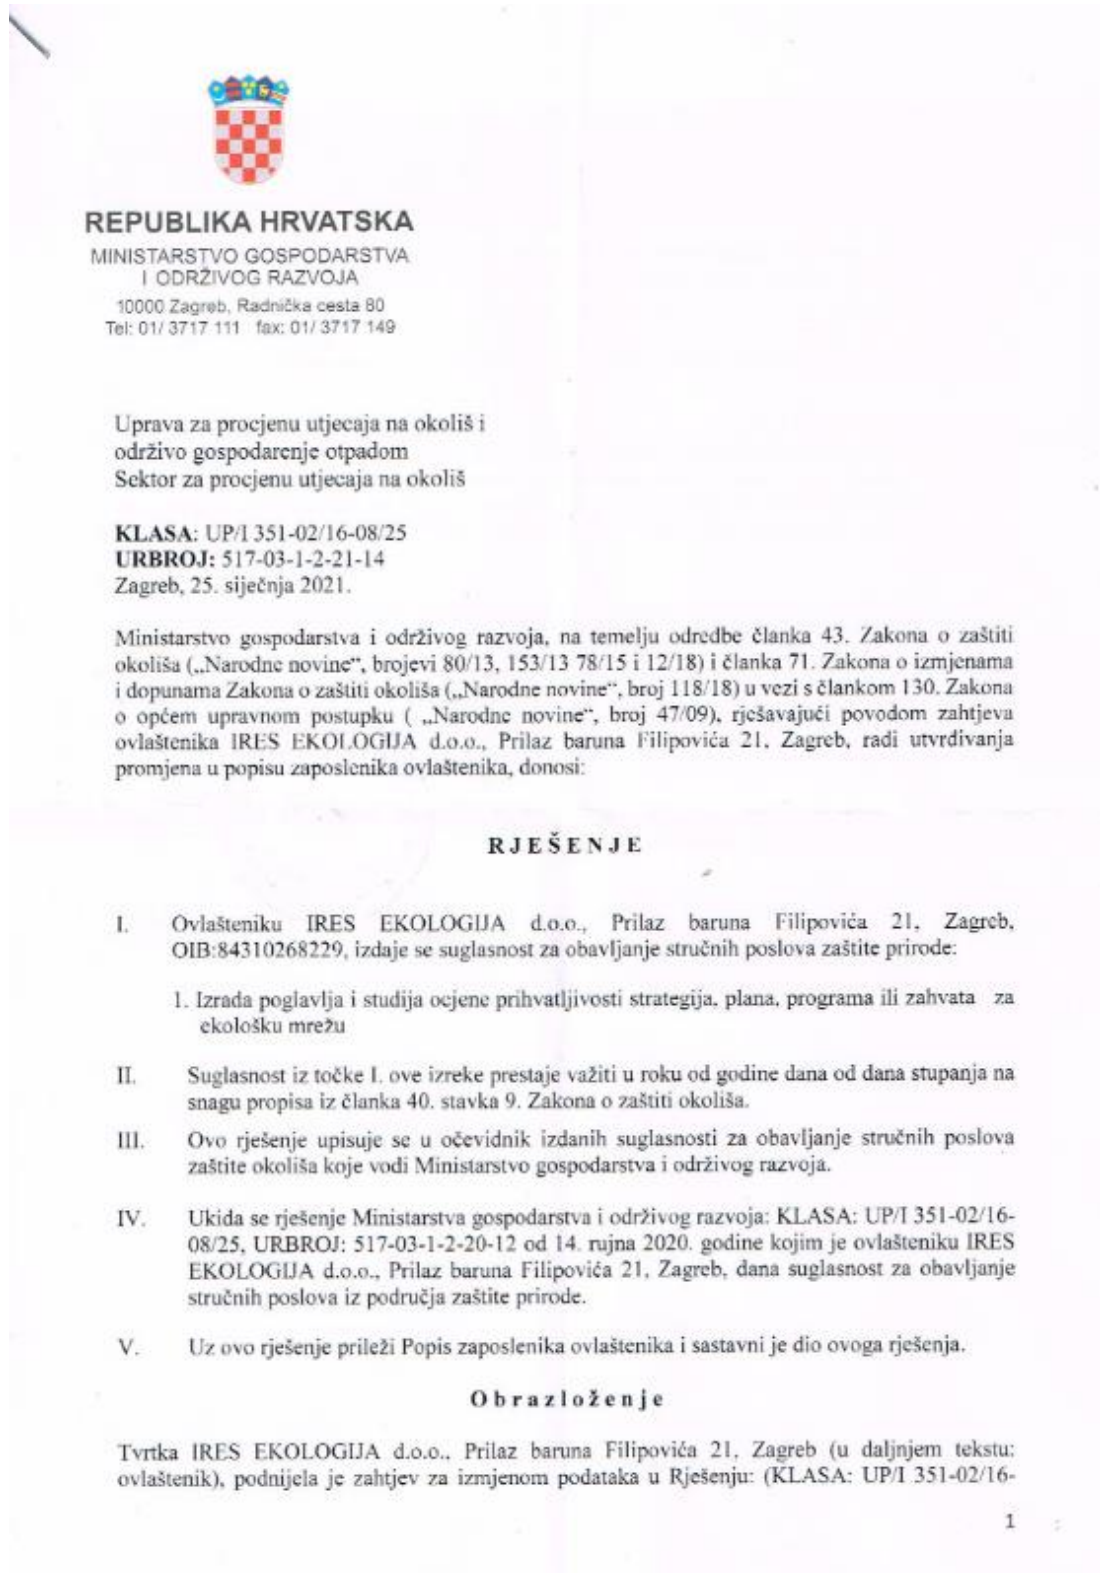 REPUBLIKA HRVATSKA
MINISTARSTVO GOSPODARSTVA
I ODRŽIVOG RAZVOJA
10000 Zagreb, Radnička cesta 80
Tel: 01/ 3717 111 fax: 01/ 3717 149
Uprava za procjenu utjecaja na okoliš i
održivo gospodarenje otpadom
Sektor za procjenu utjecaja na okoliš
KLASA: UP/I 351-02/16-08/25
URBROJ: 517-03-1-2-21-14
Zagreb, 25. siječnja 2021.
Ministarstvo gospodarstva i održivog razvoja, na temelju odredbe članka 43. Zakona o zaštiti
okoliša („Narodne novine“, brojevi 80/13, 153/13 78/15 i 12/18) i članka 71. Zakona o izmjenama
i dopunama Zakona o zaštiti okoliša („Narodne novine“, broj 118/18) u vezi s člankom 130. Zakona
o općem upravnom postupku ( „Narodne novine“, broj 47/09), rješavajući povodom zahtjeva
ovlaštenika IRES EKOLOGIJA d.o.o., Prilaz baruna Filipovića 21, Zagreb, radi utvrđivanja
promjena u popisu zaposlenika ovlaštenika, donosi:
RJEŠENJE
I. Ovlašteniku IRES EKOLOGIJA d.o.o., Prilaz baruna Filipovića 21, Zagreb,
OIB:84310268229, izdaje se suglasnost za obavljanje stručnih poslova zaštite prirode:
1. Izrada poglavlja i studija ocjene prihvatljivosti strategija, plana, programa ili zahvata za
ekološku mrežu
II. Suglasnost iz točke I. ove izreke prestaje važiti u roku od godine dana od dana stupanja na
snagu propisa iz članka 40. stavka 9. Zakona o zaštiti okoliša.
III. Ovo rješenje upisuje se u očevidnik izdanih suglasnosti za obavljanje stručnih poslova
zaštite okoliša koje vodi Ministarstvo gospodarstva i održivog razvoja.
IV. Ukida se rješenje Ministarstva gospodarstva i održivog razvoja: KLASA: UP/I 351-02/16-
08/25, URBROJ: 517-03-1-2-20-12 od 14. rujna 2020. godine kojim je ovlašteniku IRES
EKOLOGIJA d.o.o., Prilaz baruna Filipovića 21, Zagreb, dana suglasnost za obavljanje
stručnih poslova iz područja zaštite prirode.
V. Uz ovo rješenje prileži Popis zaposlenika ovlaštenika i sastavni je dio ovoga rješenja.
Obrazloženje
Tvrtka IRES EKOLOGIJA d.o.o., Prilaz baruna Filipovića 21, Zagreb (u daljnjem tekstu:
ovlaštenik), podnijela je zahtjev za izmjenom podataka u Rješenju: (KLASA: UP/I 351-02/16-
1